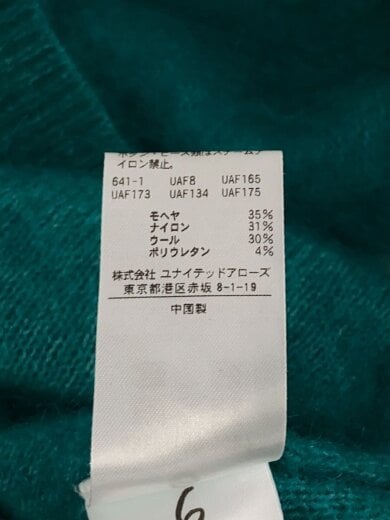 イロン禁止。
641-1 UAF8 UAF165
UAF173 UAF134 UAF175
モヘヤ 35%
ナイロン 31%
ウール 30%
ポリウレタン 4%
株式会社 ユナイテッドアローズ
東京都港区赤坂 8-1-19
中国製
6